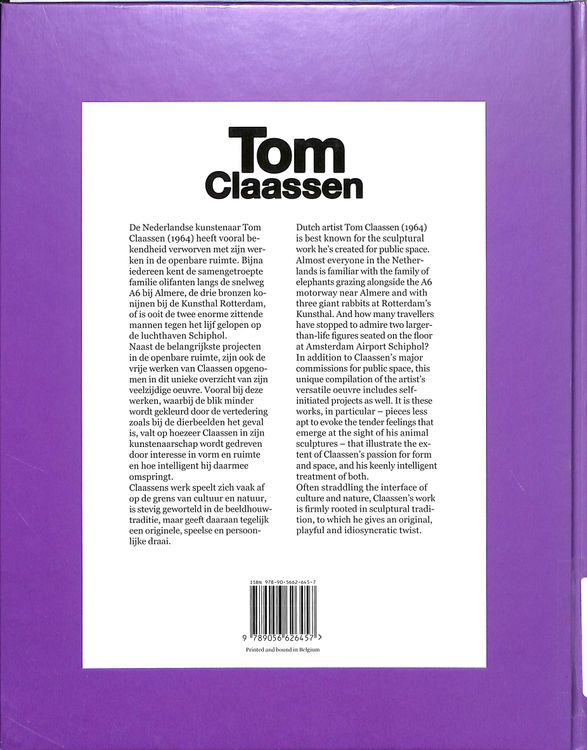 Tom
Claassen
De Nederlandse kunstenaar Tom
Claassen (1964) heeft vooral be-
kendheid verworven met zijn wer-
ken in de openbare ruimte. Bijna
iedereen kent de samengetroepte
familie olifanten langs de snelweg
A6 bij Almere, de drie bronzen ko-
nijnen bij de Kunsthal Rotterdam,
of is ooit de twee enorme zittende
mannen tegen het lijf gelopen op
de luchthaven Schiphol.
Naast de belangrijkste projecten
in de openbare ruimte, zijn ook de
vrije werken van Claassen opgeno-
men in dit unieke overzicht van zijn
veelzijdige oeuvre. Vooral bij deze
werken, waarbij de blik minder
wordt gekleurd door de vertedering
zoals bij de dierbeelden het geval
is, valt op hoezeer Claassen in zijn
kunstenaarschap wordt gedreven
door interesse in vorm en ruimte
en hoe intelligent hij daarmee
omspringt.
Claassens werk speelt zich vaak af
op de grens van cultuur en natuur,
is stevig geworteld in de beeldhouw-
traditie, maar geeft daaraan tegelijk
een originele, speelse en persoon-
lijke draai.
Dutch artist Tom Claassen (1964)
is best known for the sculptural
work he's created for public space.
Almost everyone in the Nether-
lands is familiar with the family of
elephants grazing alongside the A6
motorway near Almere and with
three giant rabbits at Rotterdam's
Kunsthal. And how many travellers
have stopped to admire two larger-
than-life figures seated on the floor
at Amsterdam Airport Schiphol?
In addition to Claassen's major
commissions for public space, this
unique compilation of the artist's
versatile oeuvre includes self-
initiated projects as well. It is these
works, in particular – pieces less
apt to evoke the tender feelings that
emerge at the sight of his animal
sculptures – that illustrate the ex-
tent of Claassen's passion for form
and space, and his keenly intelligent
treatment of both.
Often straddling the interface of
culture and nature, Claassen's work
is firmly rooted in sculptural tradi-
tion, to which he gives an original,
playful and idiosyncratic twist.
ISBN 978-90-5662-645-7
9 789056 626457 >
Printed and bound in Belgium